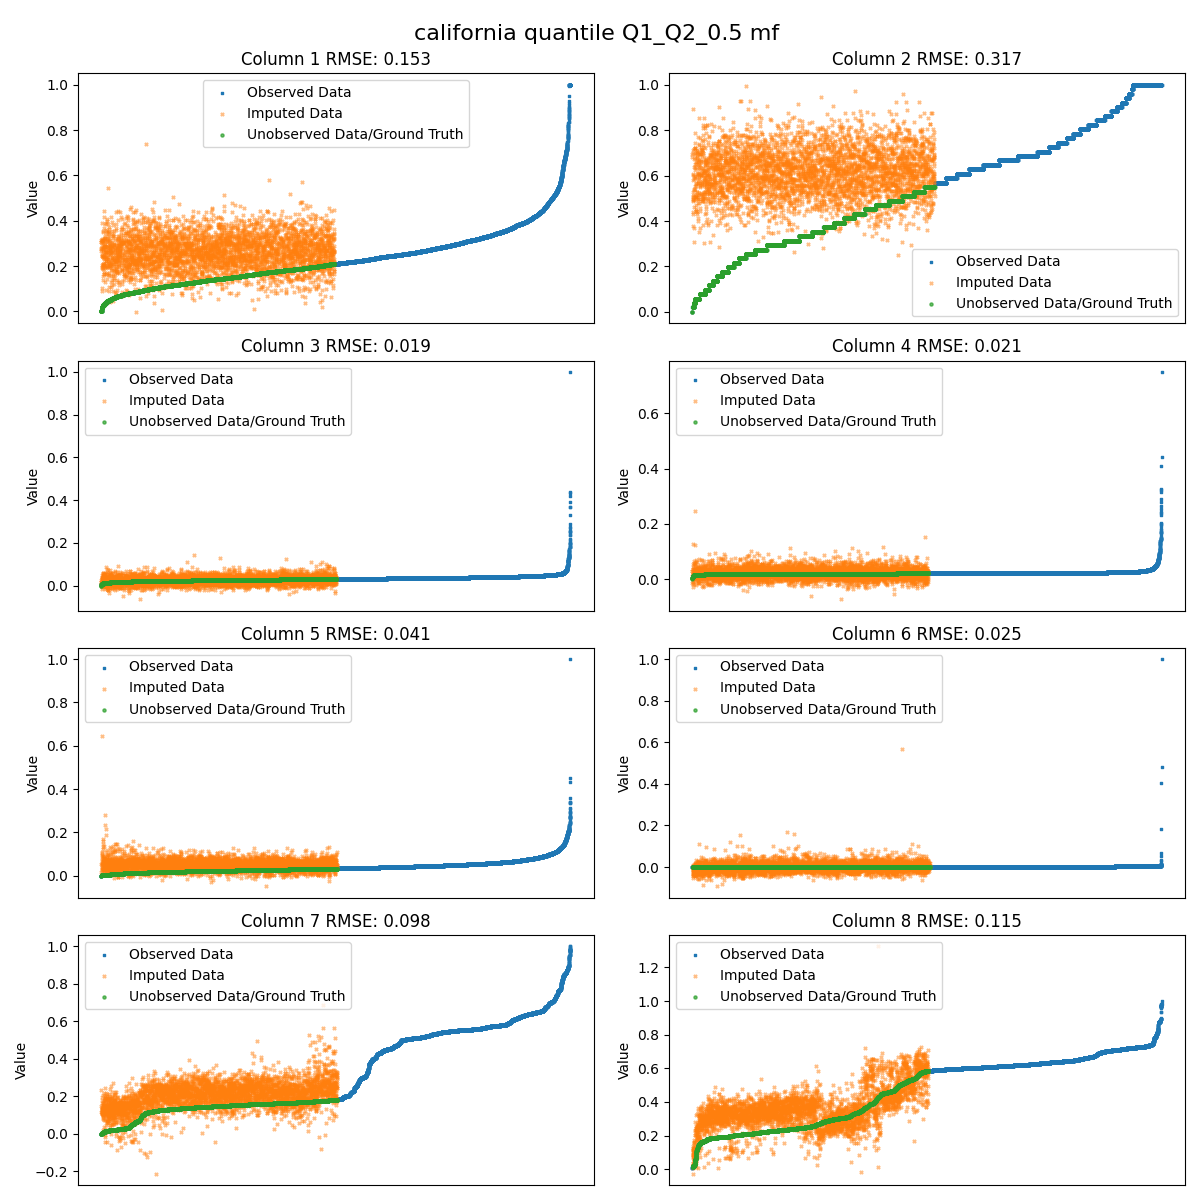 california quantile Q1_Q2_0.5 mf
Column 1 RMSE: 0.153
Value
1.0
0.8
0.6
0.4
0.2
0.0
Observed Data
Imputed Data
Unobserved Data/Ground Truth
Column 2 RMSE: 0.317
Value
1.0
0.8
0.6
0.4
0.2
0.0
Observed Data
Imputed Data
Unobserved Data/Ground Truth
Column 3 RMSE: 0.019
Value
1.0
0.8
0.6
0.4
0.2
0.0
Observed Data
Imputed Data
Unobserved Data/Ground Truth
Column 4 RMSE: 0.021
Value
0.6
0.4
0.2
0.0
Observed Data
Imputed Data
Unobserved Data/Ground Truth
Column 5 RMSE: 0.041
Value
1.0
0.8
0.6
0.4
0.2
0.0
Observed Data
Imputed Data
Unobserved Data/Ground Truth
Column 6 RMSE: 0.025
Value
1.0
0.8
0.6
0.4
0.2
0.0
Observed Data
Imputed Data
Unobserved Data/Ground Truth
Column 7 RMSE: 0.098
Value
1.0
0.8
0.6
0.4
0.2
0.0
−0.2
Observed Data
Imputed Data
Unobserved Data/Ground Truth
Column 8 RMSE: 0.115
Value
1.2
1.0
0.8
0.6
0.4
0.2
0.0
Observed Data
Imputed Data
Unobserved Data/Ground Truth